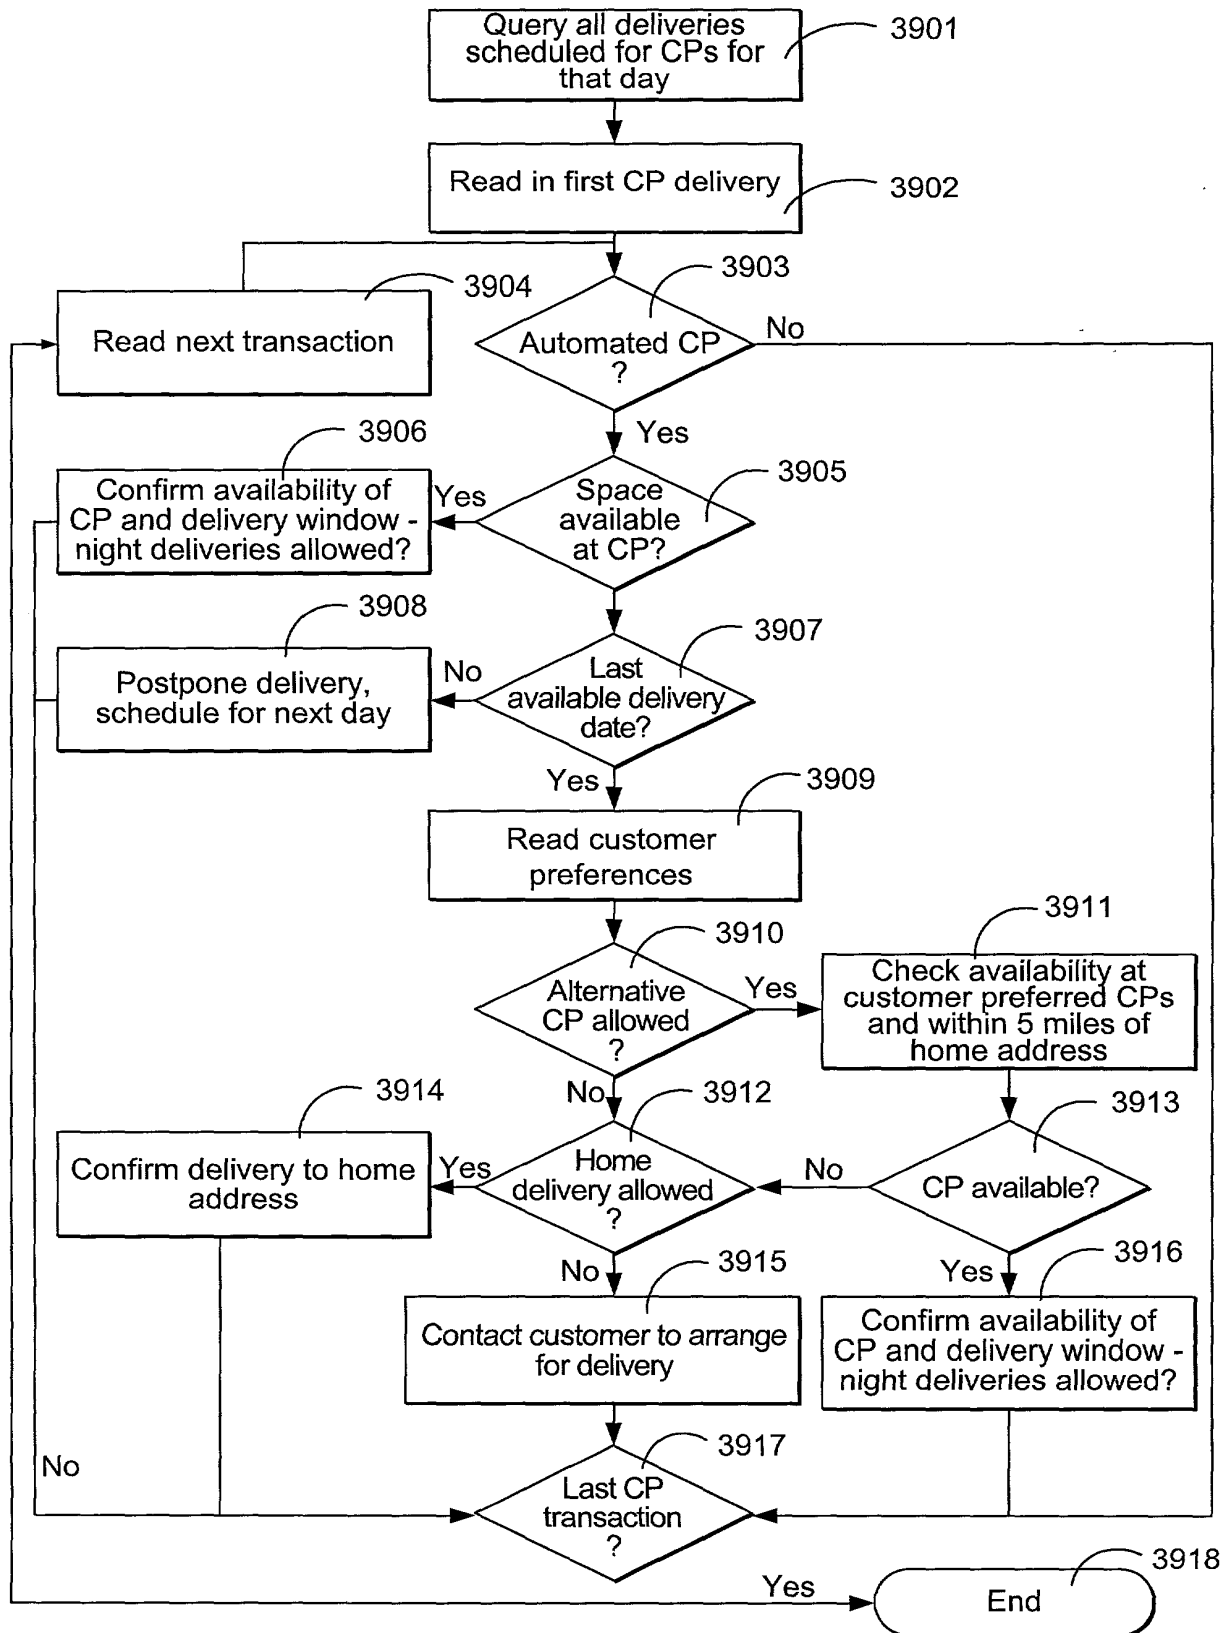 Query all deliveries
scheduled for CPs for
that day
3901
Read in first CP delivery
3902
3903
3904
Read next transaction
Automated CP
?
No
Yes
3906
3905
Confirm availability of
CP and delivery window -
night deliveries allowed?
Yes
Space
available
at CP?
3908
3907
Postpone delivery,
schedule for next day
No
Last
available delivery
date?
Yes
3909
Read customer
preferences
3910
3911
Alternative
CP allowed
?
Yes
Check availability at
customer preferred CPs
and within 5 miles of
home address
No
3912
3914
3913
Confirm delivery to home
address
Yes
Home
delivery allowed
?
No
CP available?
No
3915
Yes
3916
Contact customer to arrange
for delivery
Confirm availability of
CP and delivery window -
night deliveries allowed?
3917
No
Last CP
transaction
?
3918
Yes
End